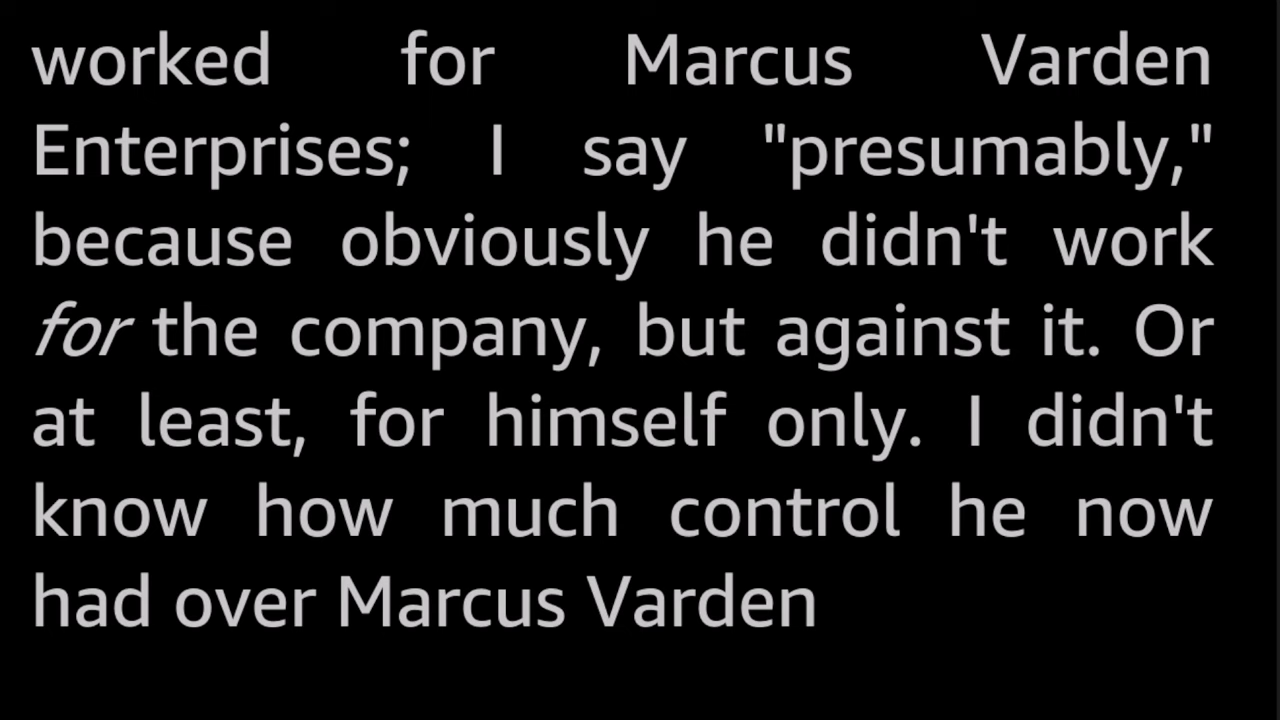 worked for Marcus Varden
Enterprises; I say "presumably,"
because obviously he didn't work
for the company, but against it. Or
at least, for himself only. I didn't
know how much control he now
had over Marcus Varden